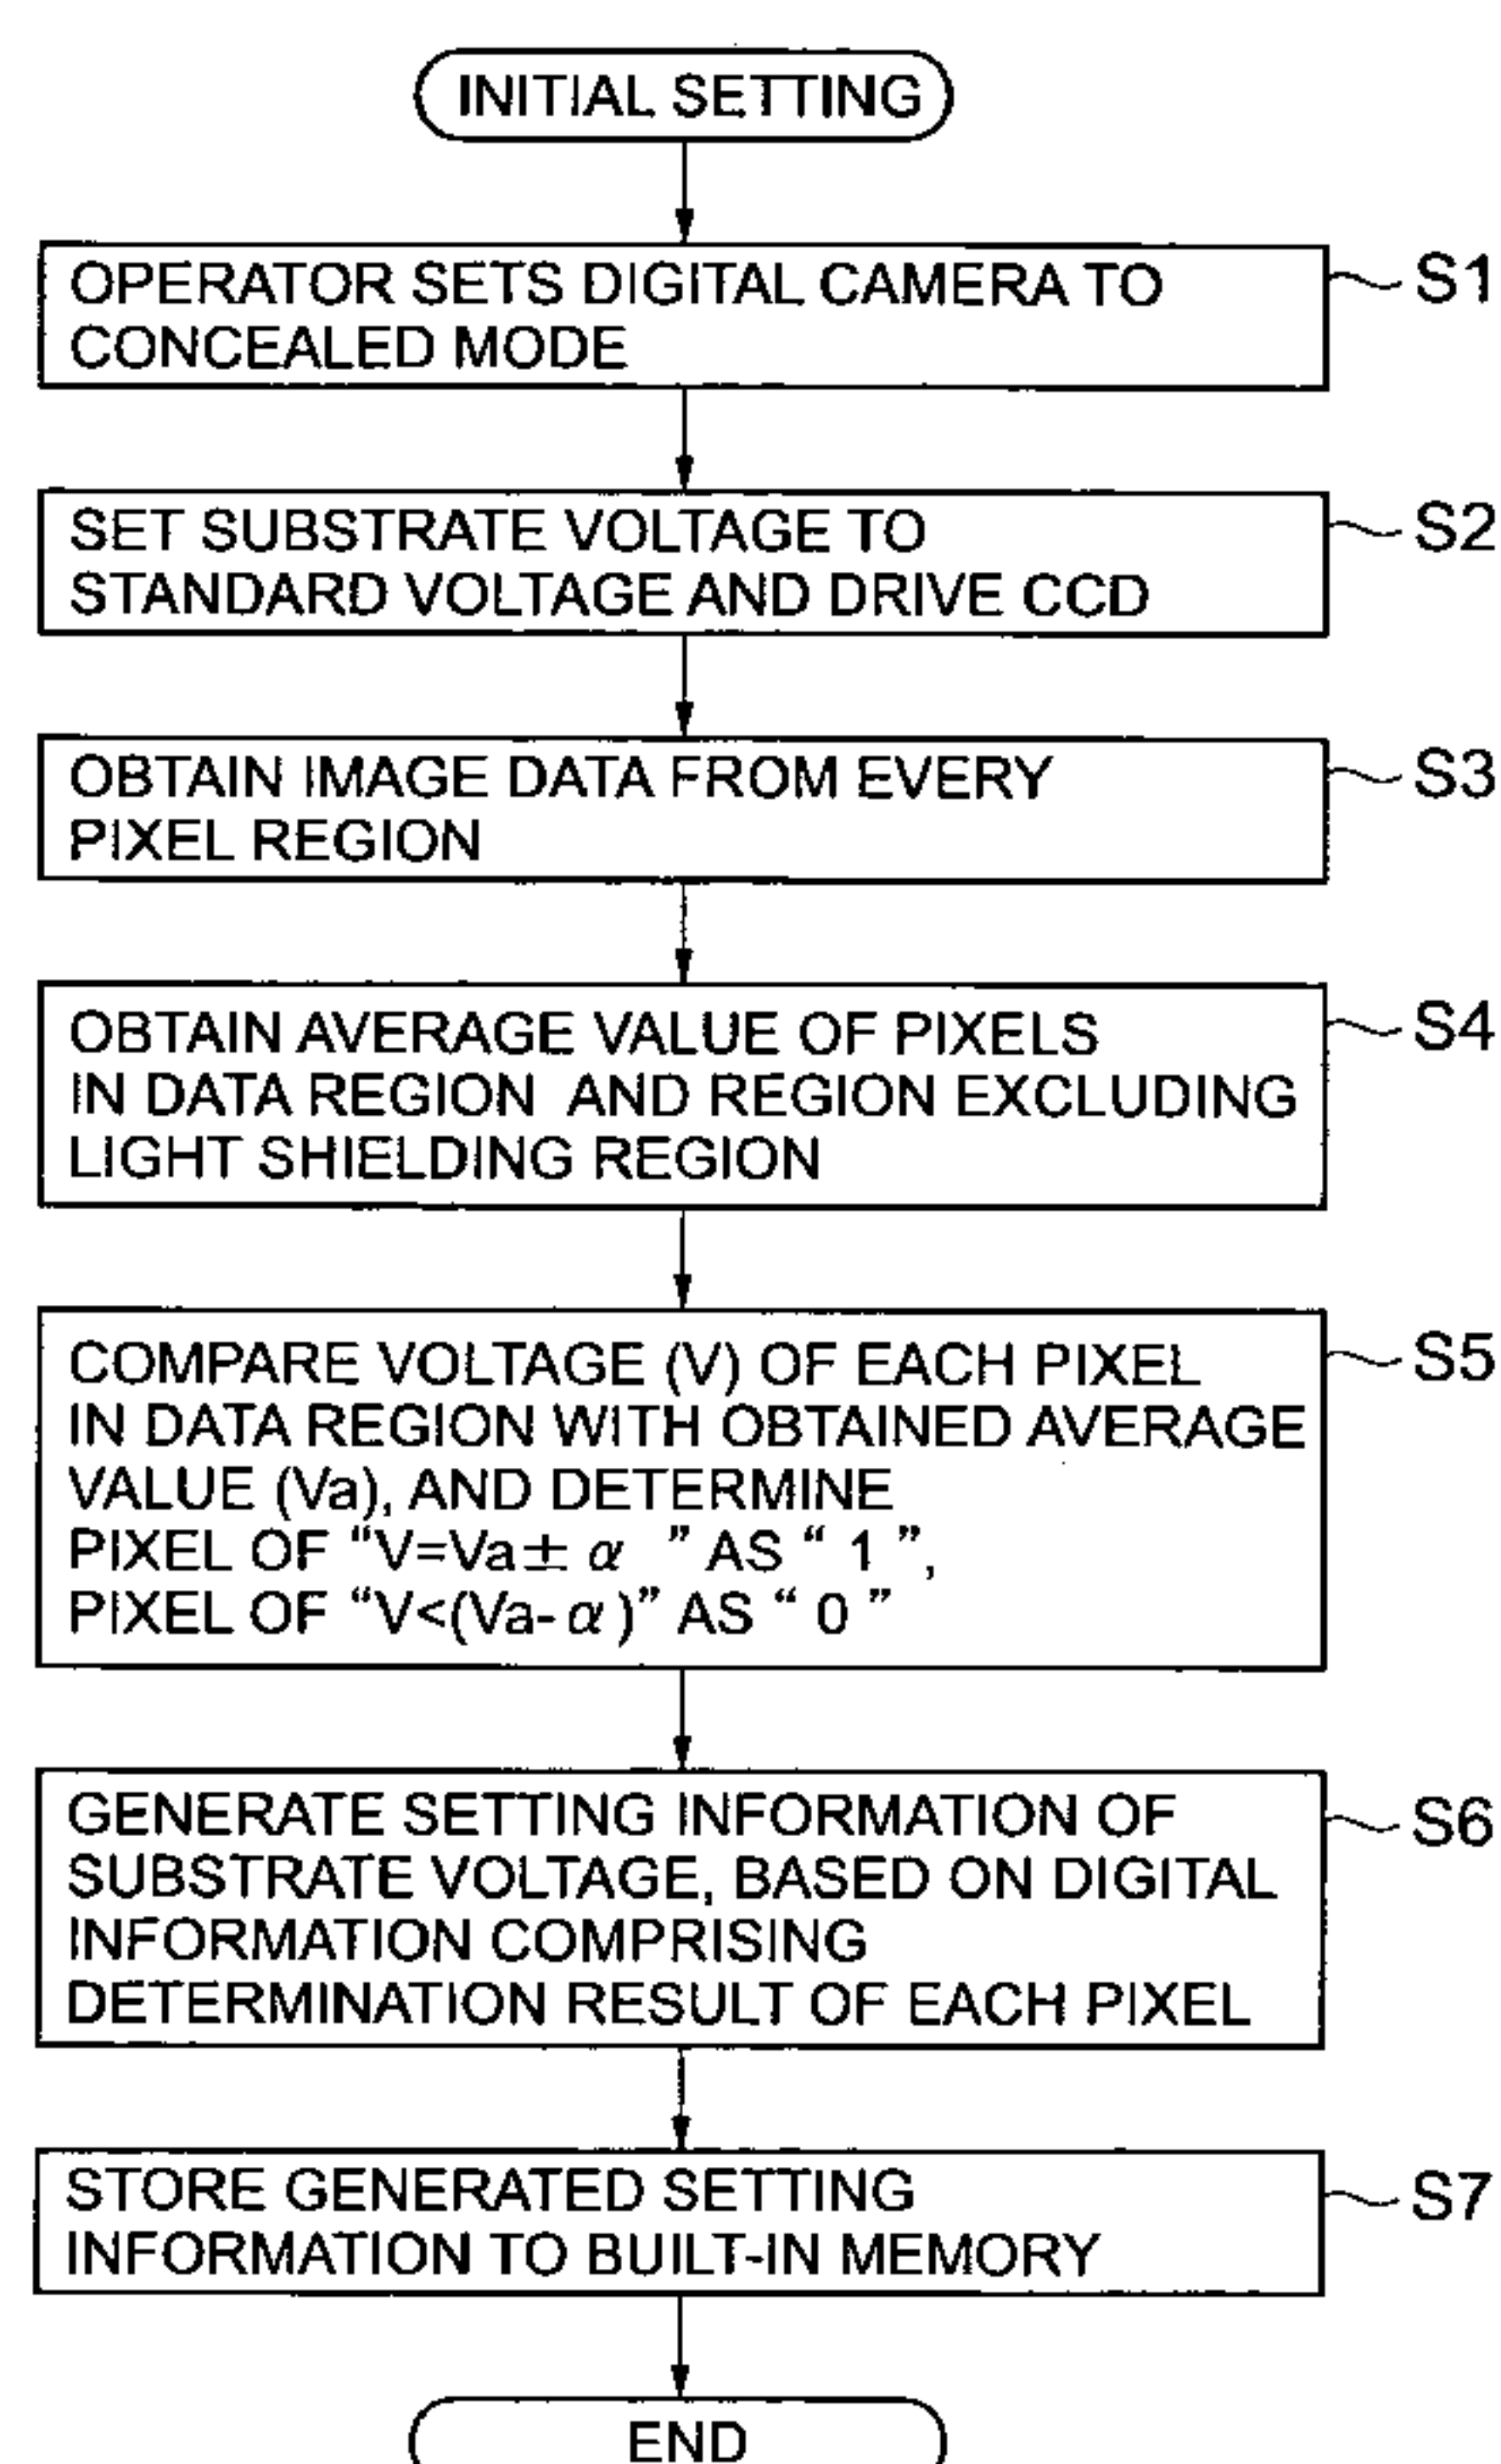 INITIAL SETTING
OPERATOR SETS DIGITAL CAMERA TO
CONCEALED MODE
S1
SET SUBSTRATE VOLTAGE TO
STANDARD VOLTAGE AND DRIVE CCD
S2
OBTAIN IMAGE DATA FROM EVERY
PIXEL REGION
S3
OBTAIN AVERAGE VALUE OF PIXELS
IN DATA REGION AND REGION EXCLUDING
LIGHT SHIELDING REGION
S4
COMPARE VOLTAGE (V) OF EACH PIXEL
IN DATA REGION WITH OBTAINED AVERAGE
VALUE (Va), AND DETERMINE
PIXEL OF “V=Va± α ” AS “ 1 ”,
PIXEL OF “V<(Va-α)” AS “ 0 ”
S5
GENERATE SETTING INFORMATION OF
SUBSTRATE VOLTAGE, BASED ON DIGITAL
INFORMATION COMPRISING
DETERMINATION RESULT OF EACH PIXEL
S6
STORE GENERATED SETTING
INFORMATION TO BUILT-IN MEMORY
S7
END